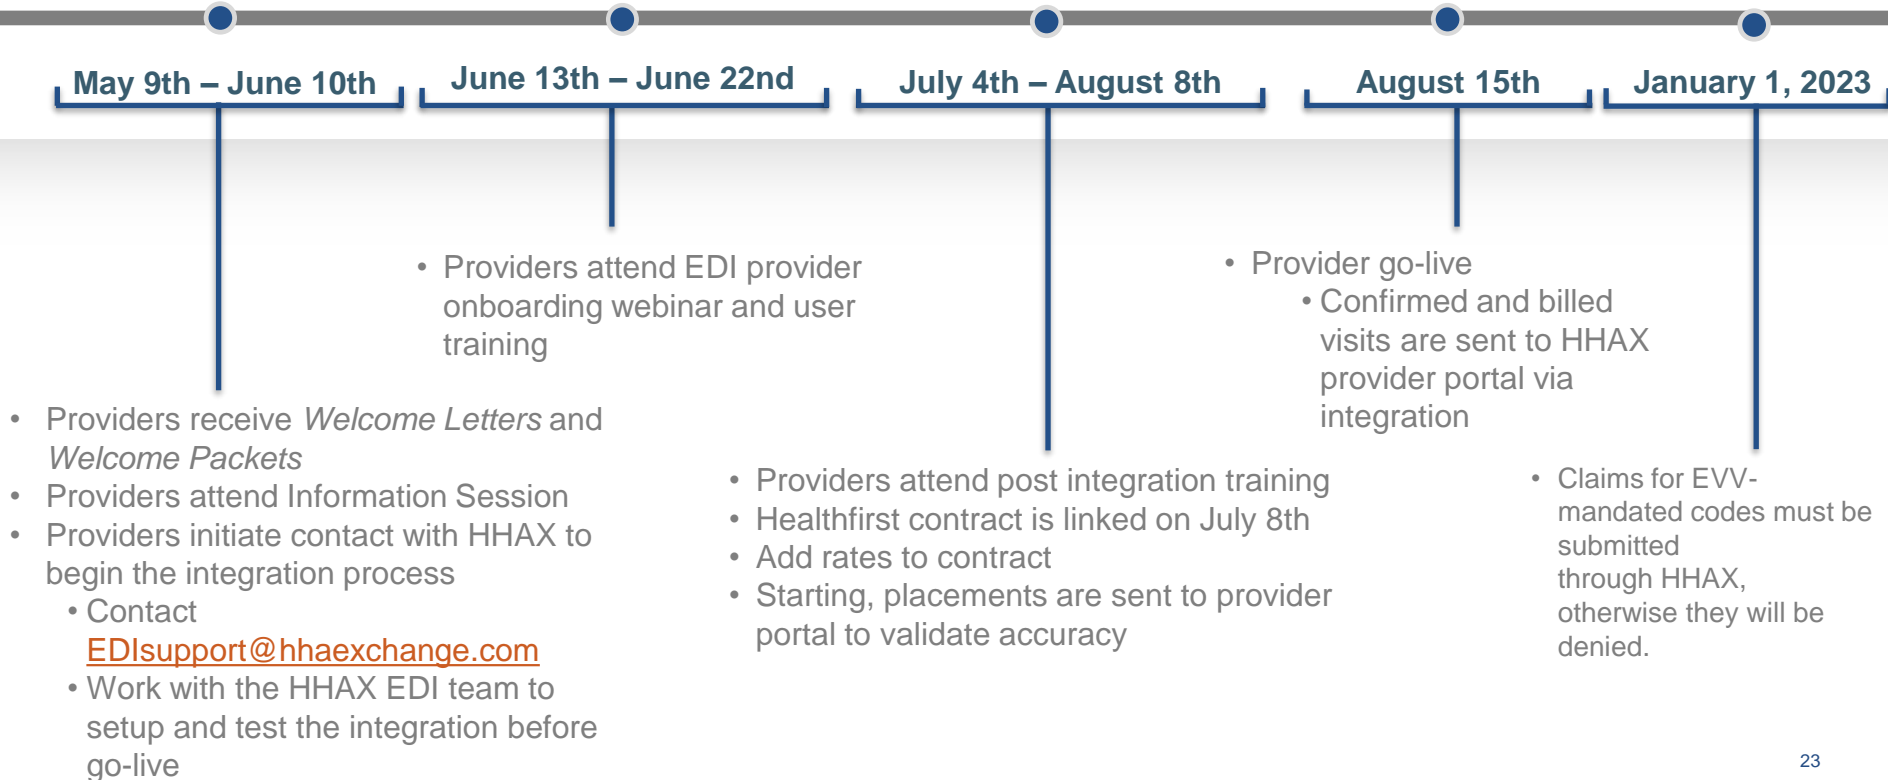 May 9th – June 10th
June 13th – June 22nd
July 4th – August 8th
August 15th
January 1, 2023
• Providers receive Welcome Letters and
Welcome Packets
• Providers attend Information Session
• Providers initiate contact with HHAX to
begin the integration process
• Contact
EDIsupport@hhaexchange.com
• Work with the HHAX EDI team to
setup and test the integration before
go-live
• Providers attend EDI provider
onboarding webinar and user
training
• Providers attend post integration training
• Healthfirst contract is linked on July 8th
• Add rates to contract
• Starting, placements are sent to provider
portal to validate accuracy
• Provider go-live
• Confirmed and billed
visits are sent to HHAX
provider portal via
integration
• Claims for EVV-
mandated codes must be
submitted
through HHAX,
otherwise they will be
denied.
23